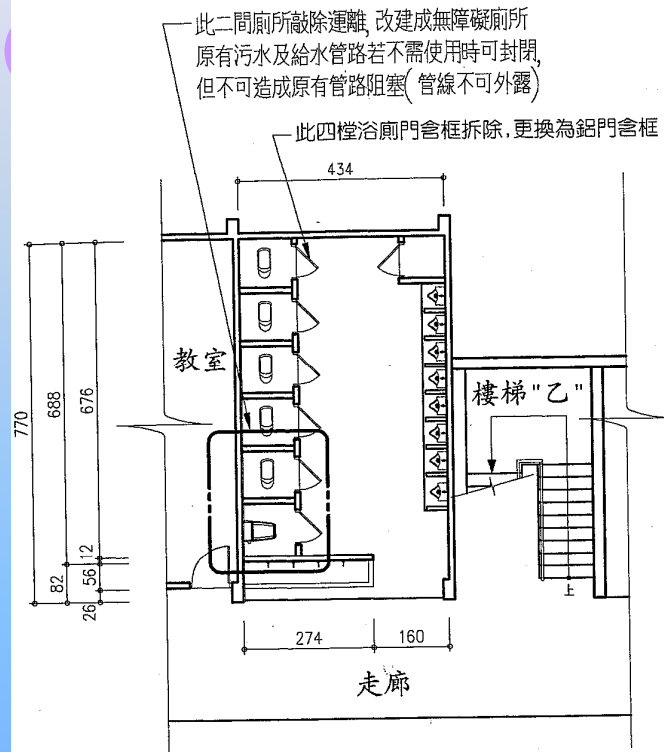 此二間廁所敲除運離,改建成無障礙廁所
原有污水及給水管路若不需使用時可封閉,
但不可造成原有管路阻塞(管線不可外露)
此四樘浴廁門含框拆除,更換為鋁門含框
434
教室
樓梯"乙"
770
688
676
12
82
56
26
上
274
160
走廊